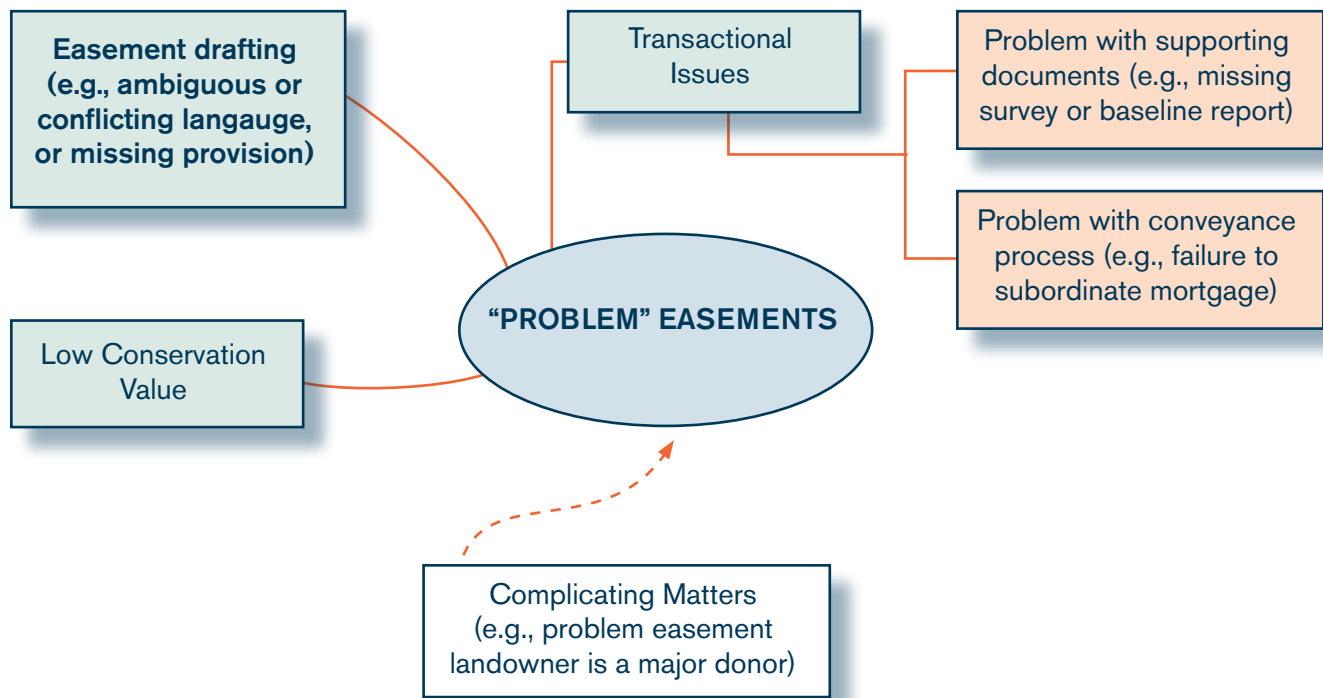 Easement drafting
(e.g., ambiguous or
conflicting langauge,
or missing provision)
Transactional
Issues
Problem with supporting
documents (e.g., missing
survey or baseline report)
Problem with conveyance
process (e.g., failure to
subordinate mortgage)
“PROBLEM” EASEMENTS
Low Conservation
Value
Complicating Matters
(e.g., problem easement
landowner is a major donor)